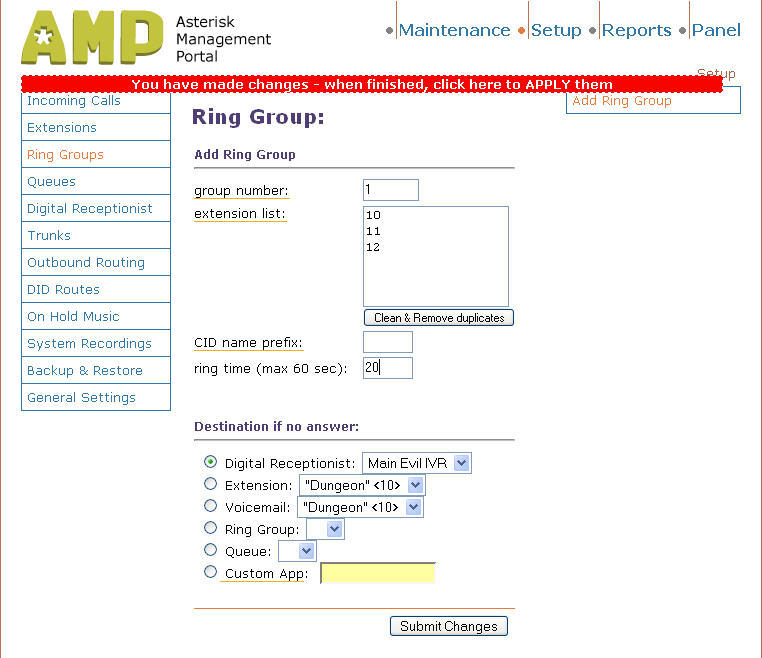 AMP
Asterisk
Management
Portal
Maintenance Setup Reports Panel
Setup
You have made changes - when finished, click here to APPLY them
Incoming Calls
Extensions
Ring Groups
Queues
Digital Receptionist
Trunks
Outbound Routing
DID Routes
On Hold Music
System Recordings
Backup & Restore
General Settings
Add Ring Group
Ring Group:
Add Ring Group
group number: 1
extension list: 10
11
12
Clean & Remove duplicates
CID name prefix:
ring time (max 60 sec): 20
Destination if no answer:
Digital Receptionist: Main Evil IVR
Extension: "Dungeon" <10>
Voicemail: "Dungeon" <10>
Ring Group:
Queue:
Custom App:
Submit Changes